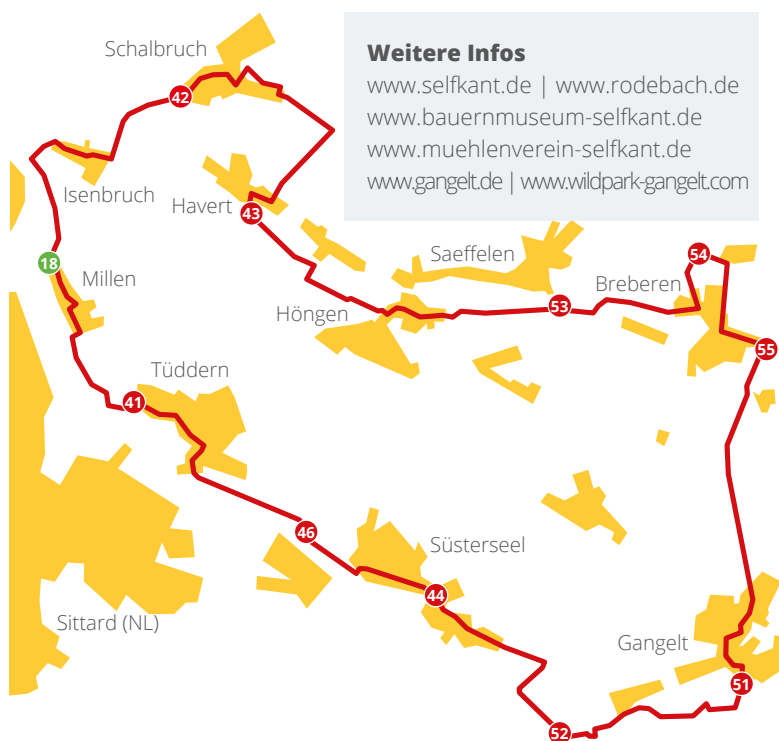 Weitere Infos
www.selfkant.de | www.rodebach.de
www.bauernmuseum-selfkant.de
www.muehlenverein-selfkant.de
www.gangelt.de | www.wildpark-gangelt.com
Schalbruch
42
Isenbruch
Havert
43
Saeffelen
54
18
Millen
Breberen
Höngen
53
55
Tüddern
41
46
Süsterseel
44
Sittard (NL)
Gangelt
51
52